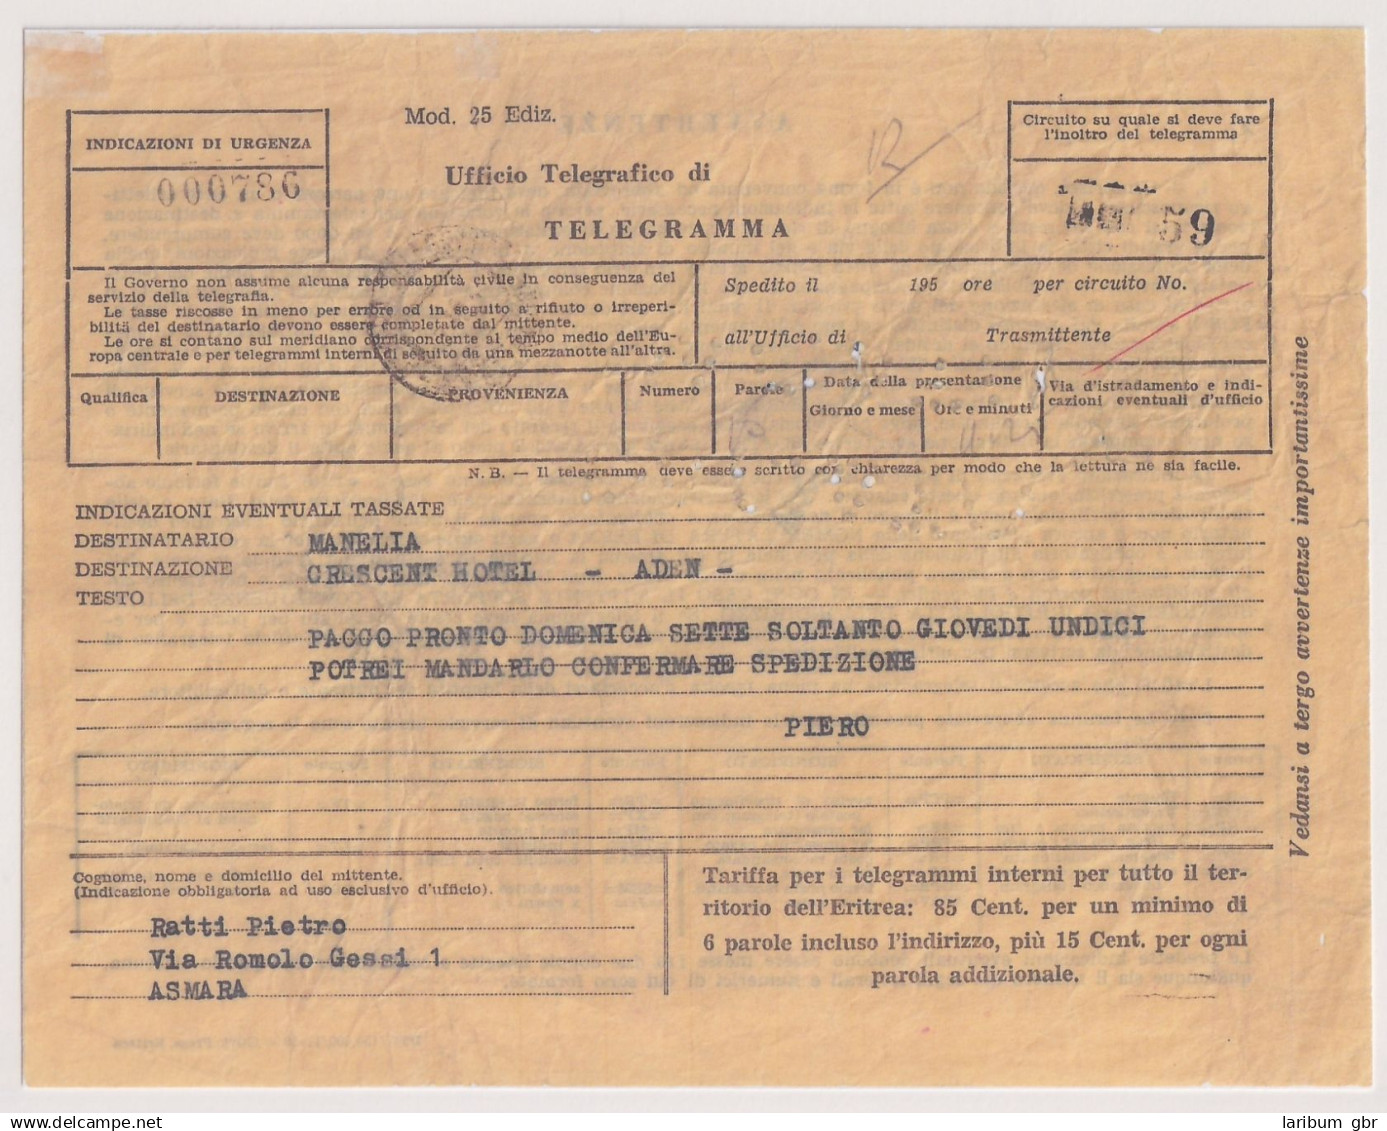 INDICAZIONI DI URGENZA
000786
Mod. 25 Ediz.
Ufficio Telegrafico di
TELEGRAMMA
Circuito su quale si deve fare
l'inoltro del telegramma
59
Il Governo non assume alcuna responsabilità civile in conseguenza del
servizio della telegrafia.
Le tasse riscosse in meno per errore od in seguito a rifiuto o irreperi-
bilità del destinatario devono essere completate dal mittente.
Le ore si contano sul meridiano corrispondente al tempo medio dell'Eu-
ropa centrale e per telegrammi interni di seguito da una mezzanotte all'altra.
Spedito il 195 ore per circuito No.
all'Ufficio di Trasmittente
Qualifica
DESTINAZIONE
PROVENIENZA
Numero
Parole
Data della presentazione
Giorno e mese
Ore e minuti
Via d'istradamento e indi-
cazioni eventuali d'ufficio
N. B. — Il telegramma deve essere scritto con chiarezza per modo che la lettura ne sia facile.
INDICAZIONI EVENTUALI TASSATE
DESTINATARIO MANELIA
DESTINAZIONE CRESCENT HOTEL - ADEN -
TESTO
PACCO PRONTO DOMENICA SETTE SOLTANTO GIOVEDI UNDICI
POTREI MANDARLO CONFERMARE SPEDIZIONE
PIERO
Vedansi a tergo avvertenze importantissime
Cognome, nome e domicilio del mittente.
(Indicazione obbligatoria ad uso esclusivo d'ufficio).
Ratti Pietro
Via Romolo Gessi 1
ASMARA
Tariffa per i telegrammi interni per tutto il ter-
ritorio dell'Eritrea: 85 Cent. per un minimo di
6 parole incluso l'indirizzo, più 15 Cent. per ogni
parola addizionale.
laribum gbr